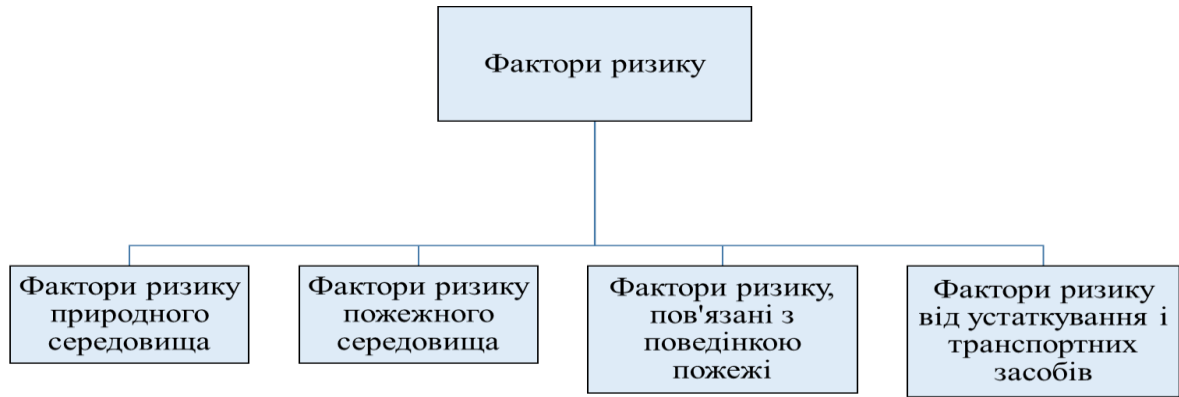 Фактори ризику
Фактори ризику
природного
середовища
Фактори ризику
пожежного
середовища
Фактори ризику,
пов'язані з
поведінкою
пожежі
Фактори ризику
від устаткування і
транспортних
засобів